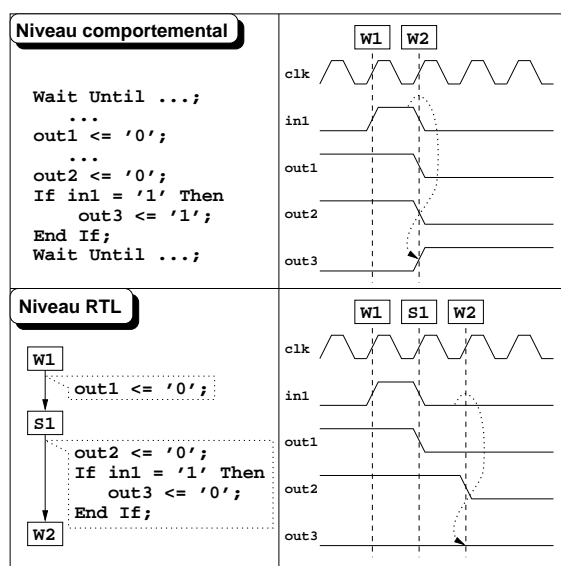 Niveau comportemental
Wait Until ...;
...
out1 <= '0';
...
out2 <= '0';
If in1 = '1' Then
out3 <= '1';
End If;
Wait Until ...;
W1 W2
clk
in1
out1
out2
out3
Niveau RTL
W1
out1 <= '0';
S1
out2 <= '0';
If in1 = '1' Then
out3 <= '0';
End If;
W2
W1 S1 W2
clk
in1
out1
out2
out3